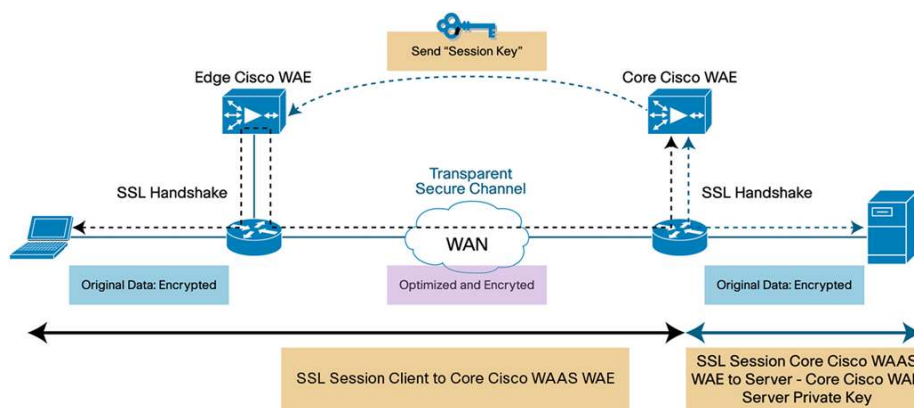 Send "Session Key"
Edge Cisco WAE
Core Cisco WAE
SSL Handshake
Transparent
Secure Channel
SSL Handshake
WAN
Original Data: Encrypted
Optimized and Encryted
Original Data: Encrypted
SSL Session Client to Core Cisco WAAS WAE
SSL Session Core Cisco WAAS
WAE to Server - Core Cisco WAE
Server Private Key